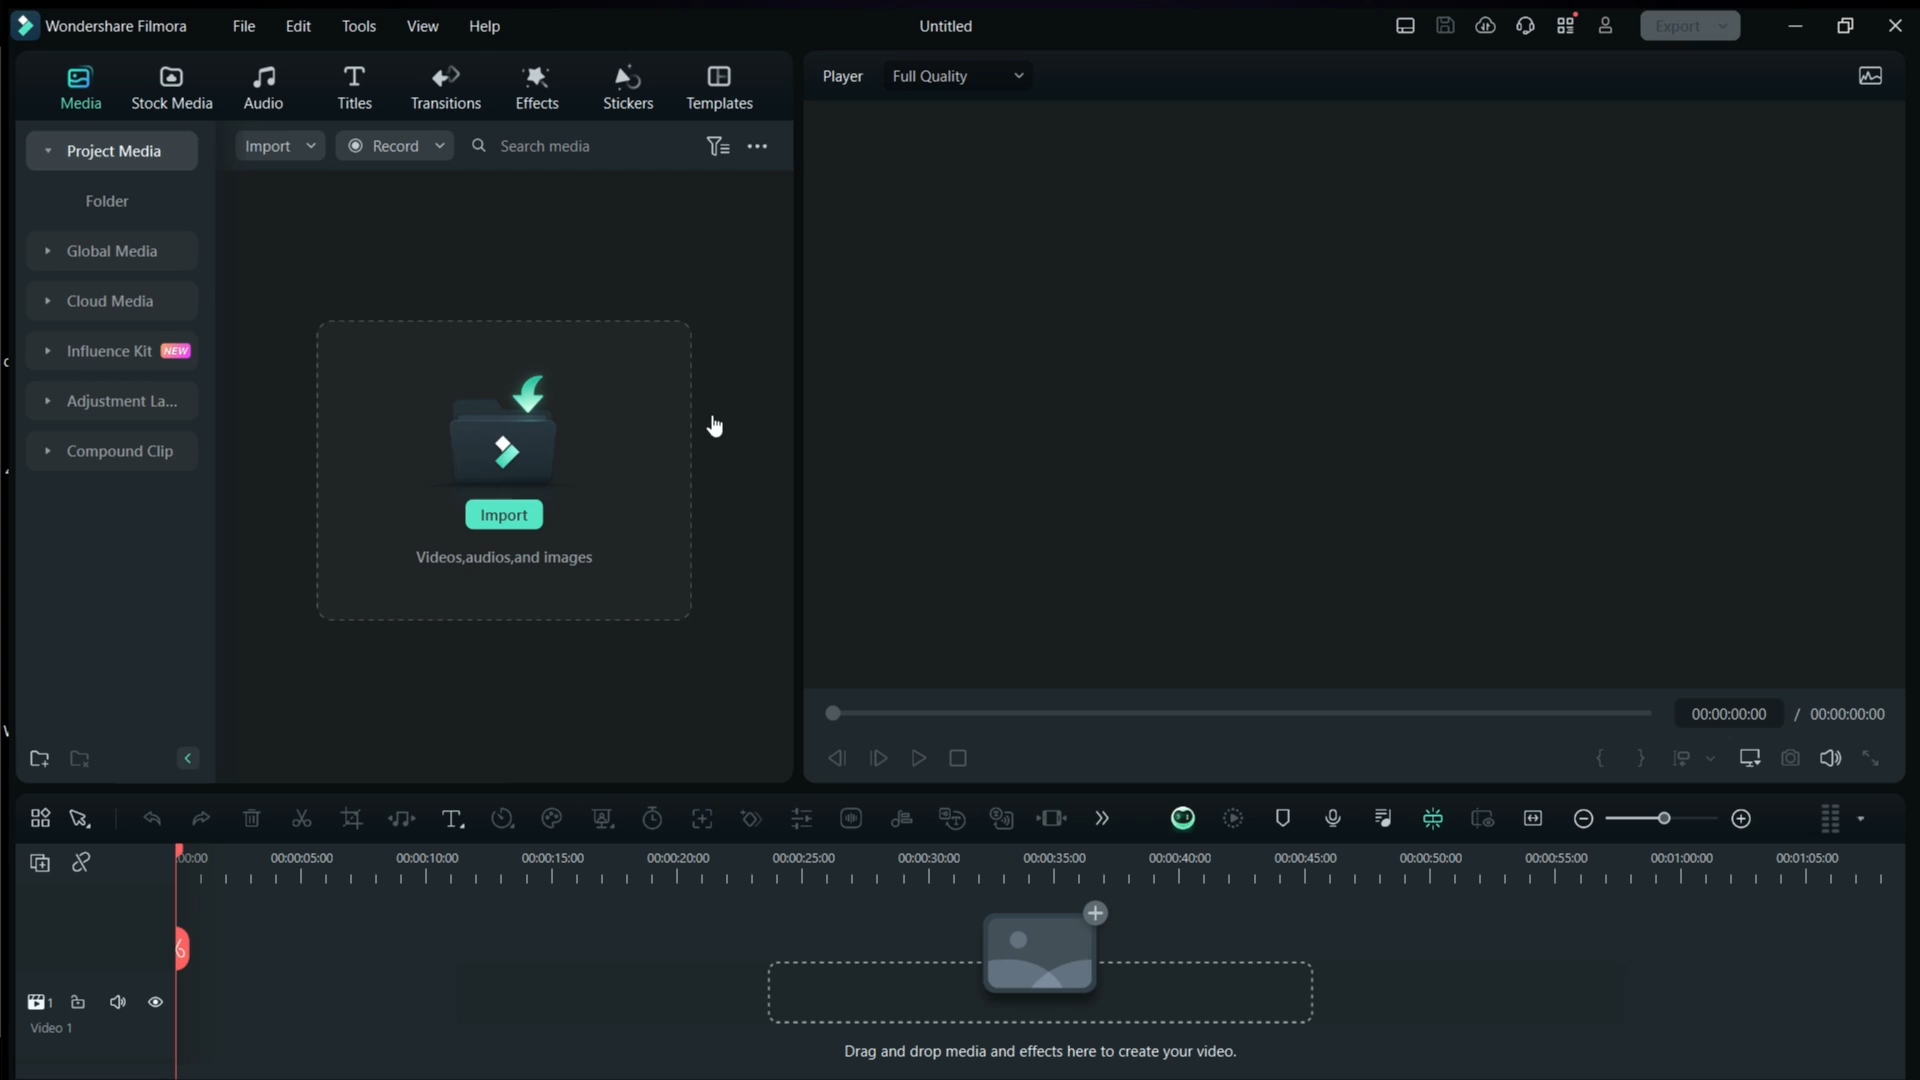 Wondershare Filmora File Edit Tools View Help Untitled Export
Media Stock Media Audio Titles Transitions Effects Stickers Templates
Player Full Quality
Project Media
Import Record Search media
Folder
Global Media
Cloud Media
Influence Kit NEW
Adjustment La...
Compound Clip
Import
Videos,audios,and images
00:00:00:00 / 00:00:00:00
:00:00 00:00:05:00 00:00:10:00 00:00:15:00 00:00:20:00 00:00:25:00 00:00:30:00 00:00:35:00 00:00:40:00 00:00:45:00 00:00:50:00 00:00:55:00 00:01:00:00 00:01:05:00
1
Video 1
Drag and drop media and effects here to create your video.